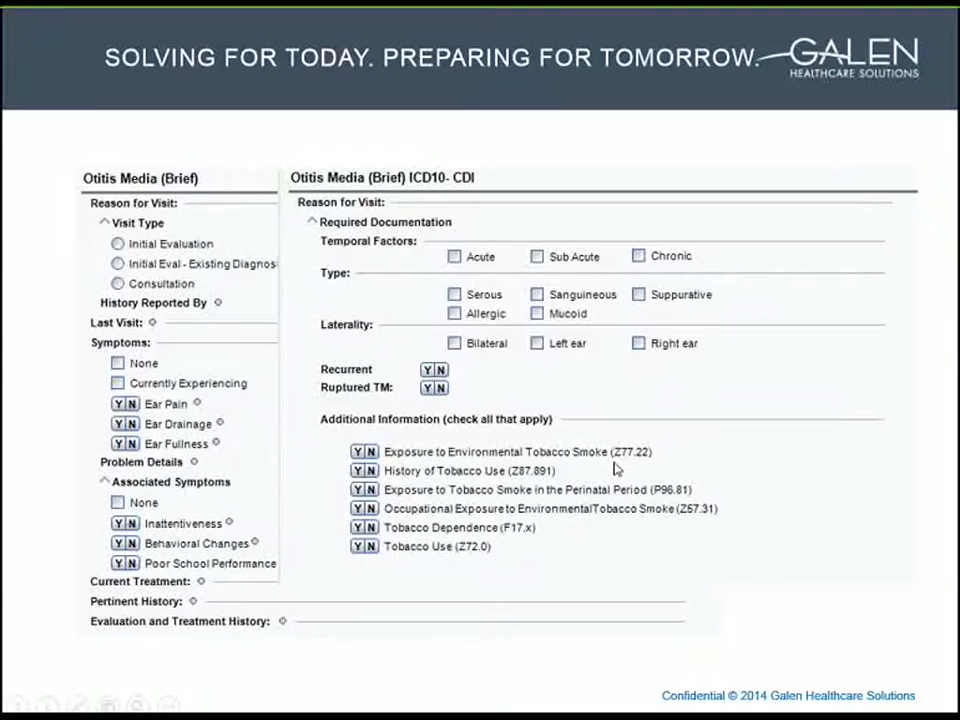 SOLVING FOR TODAY. PREPARING FOR TOMORROW.
GALEN
HEALTHCARE SOLUTIONS
Otitis Media (Brief)
Reason for Visit:
Visit Type
Initial Evaluation
Initial Eval - Existing Diagnos
Consultation
History Reported By
Last Visit:
Symptoms:
None
Currently Experiencing
Y N Ear Pain
Y N Ear Drainage
Y N Ear Fullness
Problem Details
Associated Symptoms
None
Y N Inattentiveness
Y N Behavioral Changes
Y N Poor School Performance
Current Treatment:
Pertinent History:
Evaluation and Treatment History:
Otitis Media (Brief) ICD10- CDI
Reason for Visit:
Required Documentation
Temporal Factors:
Acute Sub Acute Chronic
Type:
Serous Sanguineous Suppurative
Allergic Mucoid
Laterality:
Bilateral Left ear Right ear
Recurrent Y N
Ruptured TM: Y N
Additional Information (check all that apply)
Y N Exposure to Environmental Tobacco Smoke (Z77.22)
Y N History of Tobacco Use (Z87.891)
Y N Exposure to Tobacco Smoke in the Perinatal Period (P96.81)
Y N Occupational Exposure to EnvironmentalTobacco Smoke (Z57.31)
Y N Tobacco Dependence (F17.x)
Y N Tobacco Use (Z72.0)
Confidential © 2014 Galen Healthcare Solutions